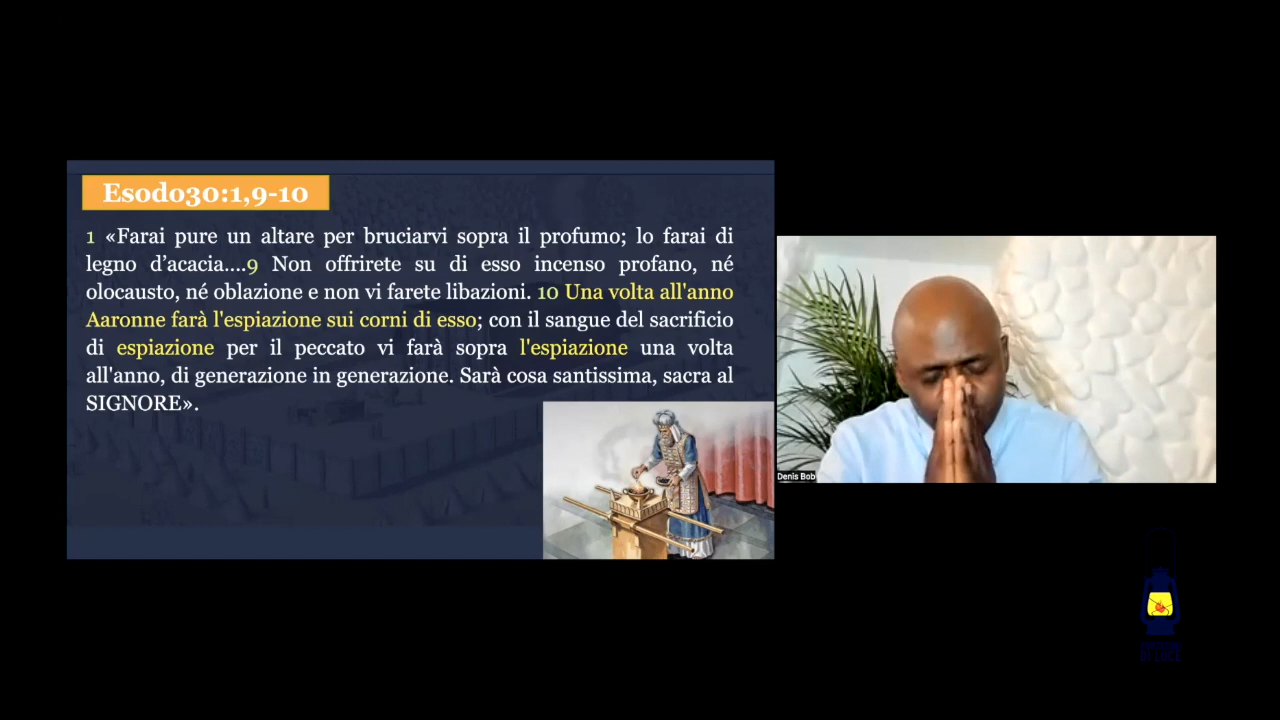 Esodo30:1,9-10
1 «Farai pure un altare per bruciarvi sopra il profumo; lo farai di
legno d’acacia....9 Non offrirete su di esso incenso profano, né
olocausto, né oblazione e non vi farete libazioni. 10 Una volta all'anno
Aaronne farà l'espiazione sui corni di esso; con il sangue del sacrificio
di espiazione per il peccato vi farà sopra l'espiazione una volta
all'anno, di generazione in generazione. Sarà cosa santissima, sacra al
SIGNORE».
Denis Bob
DI LUCE